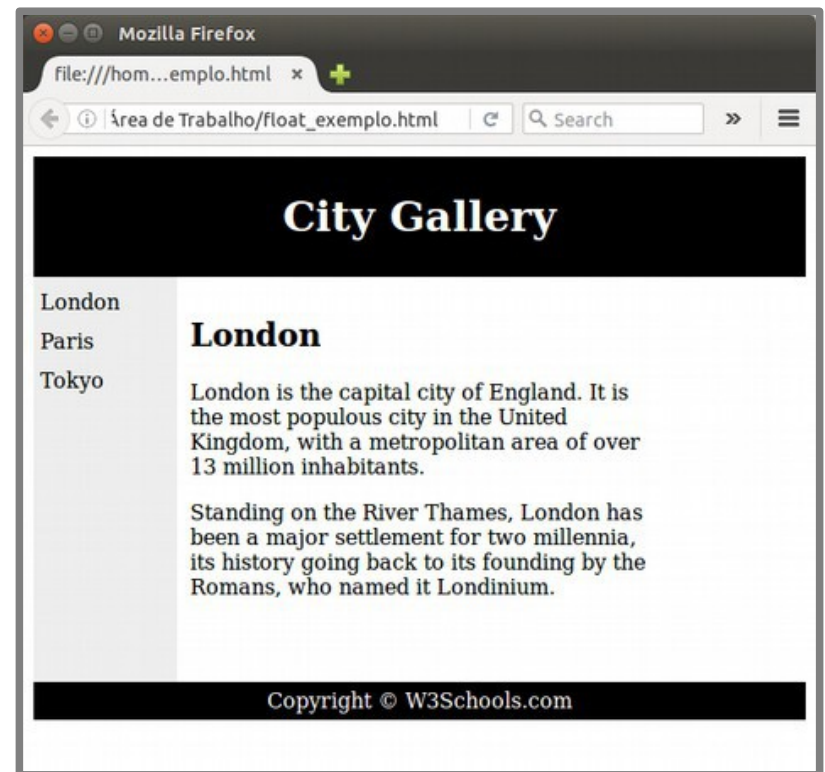 Mozilla Firefox
file:///hom...emplo.html
Área de Trabalho/float_exemplo.html
Search
City Gallery
London
Paris
Tokyo
London
London is the capital city of England. It is
the most populous city in the United
Kingdom, with a metropolitan area of over
13 million inhabitants.
Standing on the River Thames, London has
been a major settlement for two millennia,
its history going back to its founding by the
Romans, who named it Londinium.
Copyright © W3Schools.com